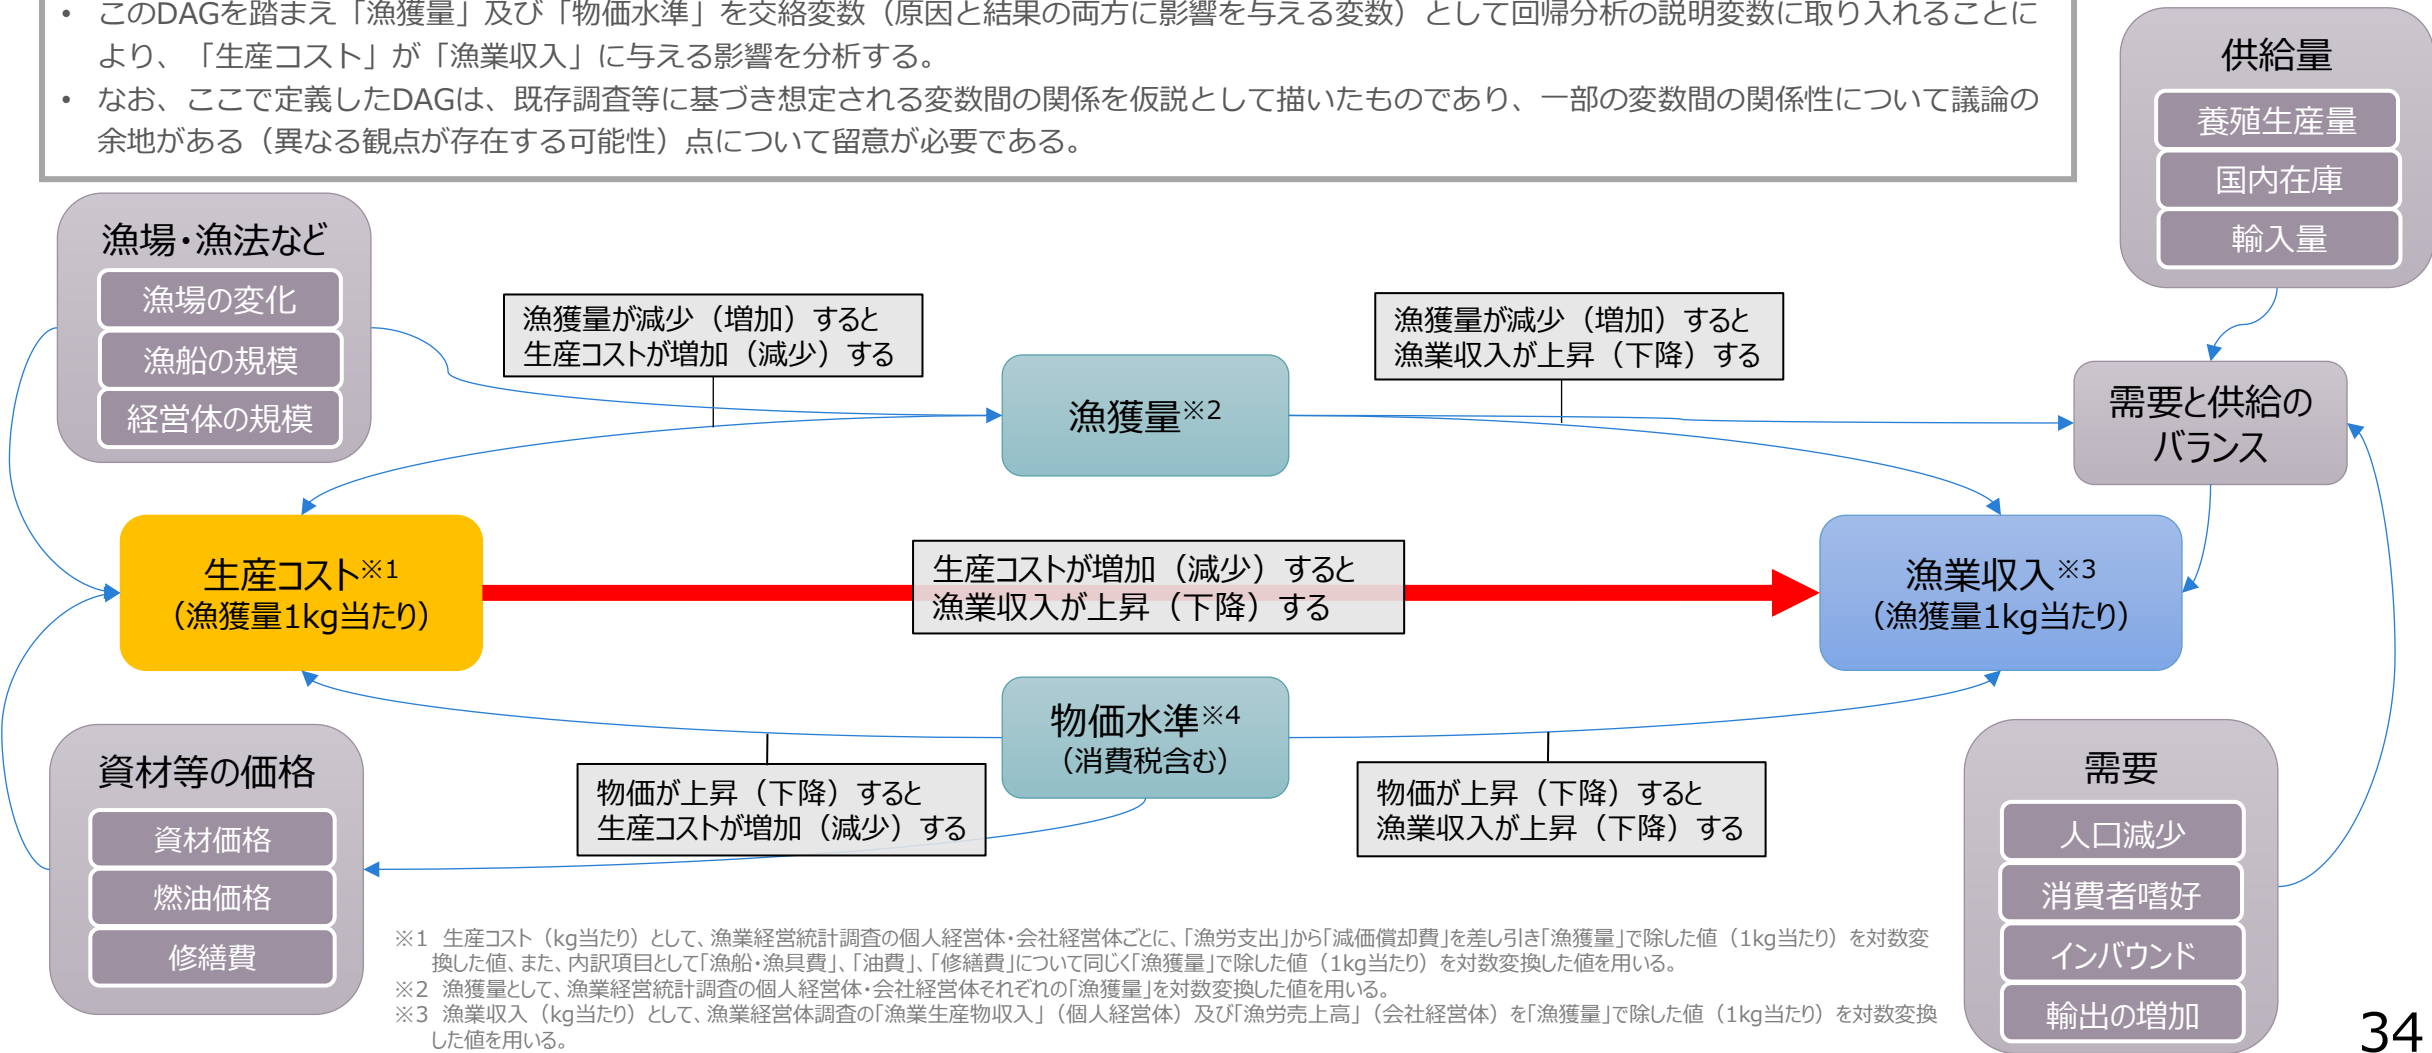 • このDAGを踏まえ「漁獲量」及び「物価水準」を交絡変数（原因と結果の両方に影響を与える変数）として回帰分析の説明変数に取り入れることに
より、「生産コスト」が「漁業収入」に与える影響を分析する。
• なお、ここで定義したDAGは、既存調査等に基づき想定される変数間の関係を仮説として描いたものであり、一部の変数間の関係性について議論の
余地がある（異なる観点が存在する可能性）点について留意が必要である。
供給量
養殖生産量
国内在庫
輸入量
漁場・漁法など
漁場の変化
漁船の規模
経営体の規模
漁獲量が減少（増加）すると
生産コストが増加（減少）する
漁獲量※2
漁獲量が減少（増加）すると
漁業収入が上昇（下降）する
需要と供給の
バランス
生産コスト※1
（漁獲量1kg当たり）
生産コストが増加（減少）すると
漁業収入が上昇（下降）する
漁業収入※3
（漁獲量1kg当たり）
物価水準※4
（消費税含む）
資材等の価格
資材価格
燃油価格
修繕費
物価が上昇（下降）すると
生産コストが増加（減少）する
物価が上昇（下降）すると
漁業収入が上昇（下降）する
需要
人口減少
消費者嗜好
インバウンド
輸出の増加
※1 生産コスト（kg当たり）として、漁業経営統計調査の個人経営体・会社経営体ごとに、「漁労支出」から「減価償却費」を差し引き「漁獲量」で除した値（1kg当たり）を対数変
換した値、また、内訳項目として「漁船・漁具費」、「油費」、「修繕費」について同じく「漁獲量」で除した値（1kg当たり）を対数変換した値を用いる。
※2 漁獲量として、漁業経営統計調査の個人経営体・会社経営体それぞれの「漁獲量」を対数変換した値を用いる。
※3 漁業収入（kg当たり）として、漁業経営体調査の「漁業生産物収入」（個人経営体）及び「漁労売上高」（会社経営体）を「漁獲量」で除した値（1kg当たり）を対数変換
した値を用いる。
34